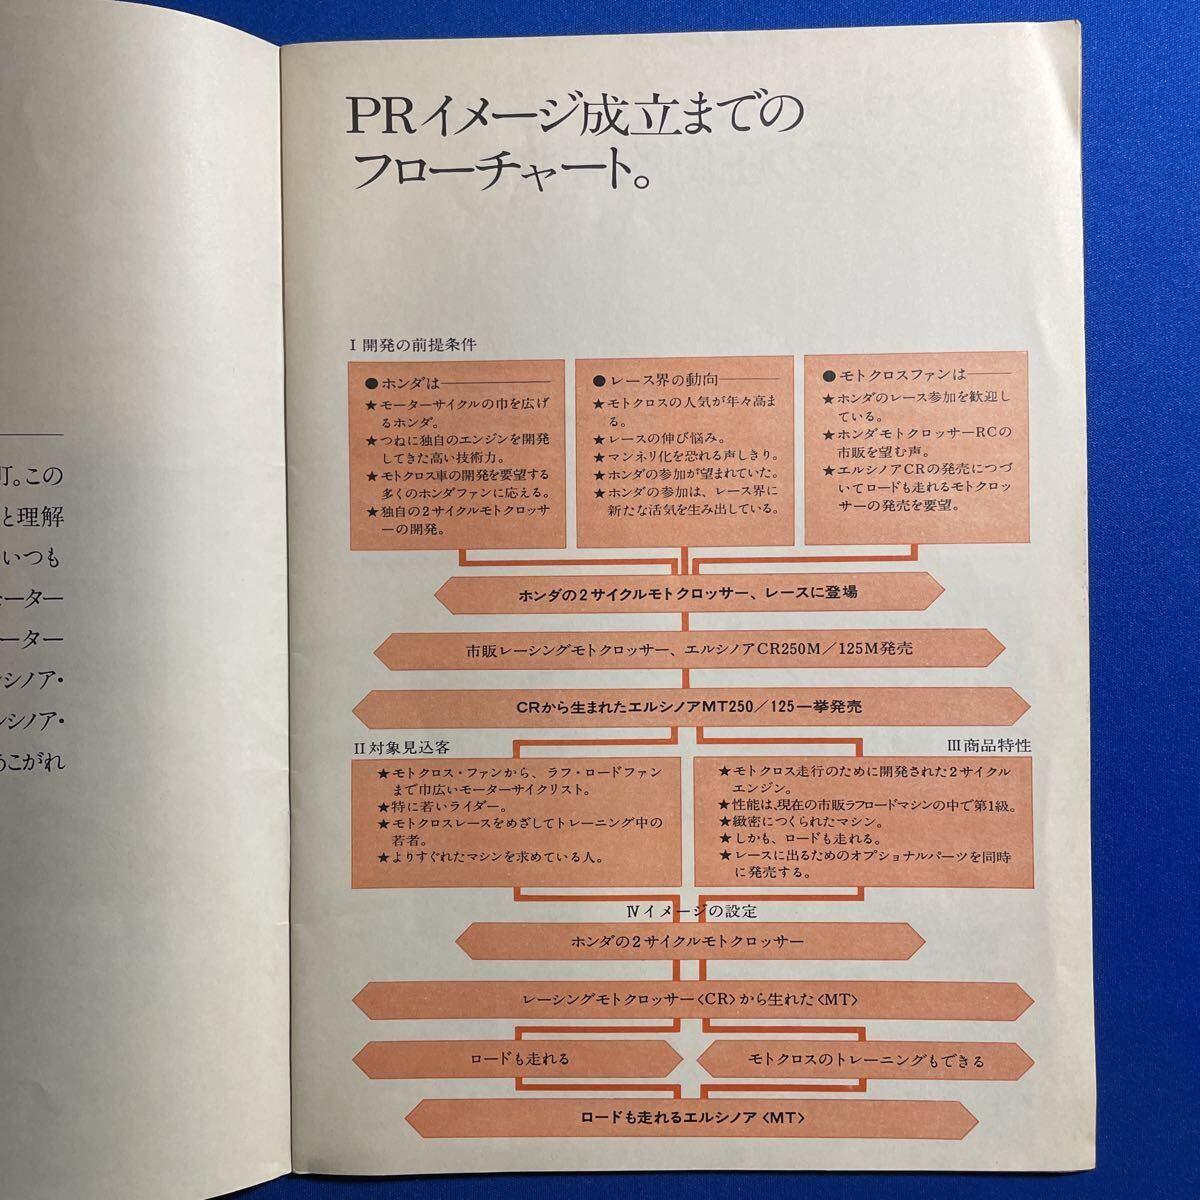 町。この
と理解
いつも
モーター
ーター
ルシノア・
ルシノア・
あこがれ
PRイメージ成立までの
フローチャート。
I 開発の前提条件
●ホンダは
★モーターサイクルの巾を広げ
るホンダ。
★つねに独自のエンジンを開発
してきた高い技術力。
★モトクロス車の開発を要望する
多くのホンダファンに応える。
★独自の2サイクルモトクロッサ
ーの開発。
●レース界の動向
★モトクロスの人気が年々高ま
る。
★レースの伸び悩み。
★マンネリ化を恐れる声しきり。
★ホンダの参加が望まれていた。
★ホンダの参加は、レース界に
新たな活気を生み出している。
●モトクロスファンは
★ホンダのレース参加を歓迎し
ている。
★ホンダモトクロッサーRCの
市販を望む声。
★エルシノアCRの発売につづ
いてロードも走れるモトクロッ
サーの発売を要望。
ホンダの2サイクルモトクロッサー、レースに登場
市販レーシングモトクロッサー、エルシノアCR250M／125M発売
CRから生まれたエルシノアMT250／125一挙発売
II 対象見込客
★モトクロス・ファンから、ラフ・ロードファン
まで巾広いモーターサイクリスト。
★特に若いライダー。
★モトクロスレースをめざしてトレーニング中の
若者。
★よりすぐれたマシンを求めている人。
III 商品特性
★モトクロス走行のために開発された2サイクル
エンジン。
★性能は、現在の市販ラフロードマシンの中で第1級。
★緻密につくられたマシン。
★しかも、ロードも走れる。
★レースに出るためのオプショナルパーツを同時
に発売する。
IV イメージの設定
ホンダの2サイクルモトクロッサー
レーシングモトクロッサー〈CR〉から生れた〈MT〉
ロードも走れる
モトクロスのトレーニングもできる
ロードも走れるエルシノア〈MT〉